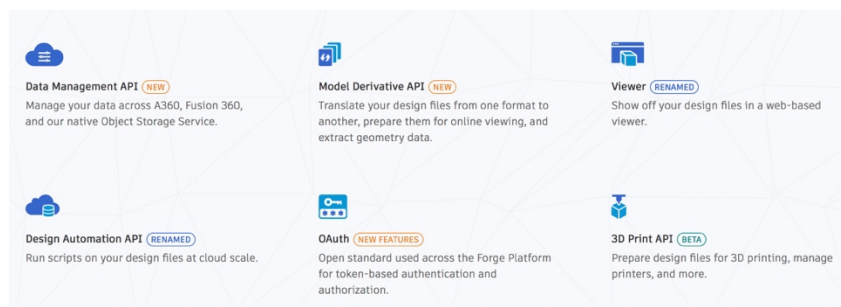 Data Management API NEW
Manage your data across A360, Fusion 360,
and our native Object Storage Service.
Model Derivative API NEW
Translate your design files from one format to
another, prepare them for online viewing, and
extract geometry data.
Viewer RENAMED
Show off your design files in a web-based
viewer.
Design Automation API RENAMED
Run scripts on your design files at cloud scale.
OAuth NEW FEATURES
Open standard used across the Forge Platform
for token-based authentication and
authorization.
3D Print API BETA
Prepare design files for 3D printing, manage
printers, and more.